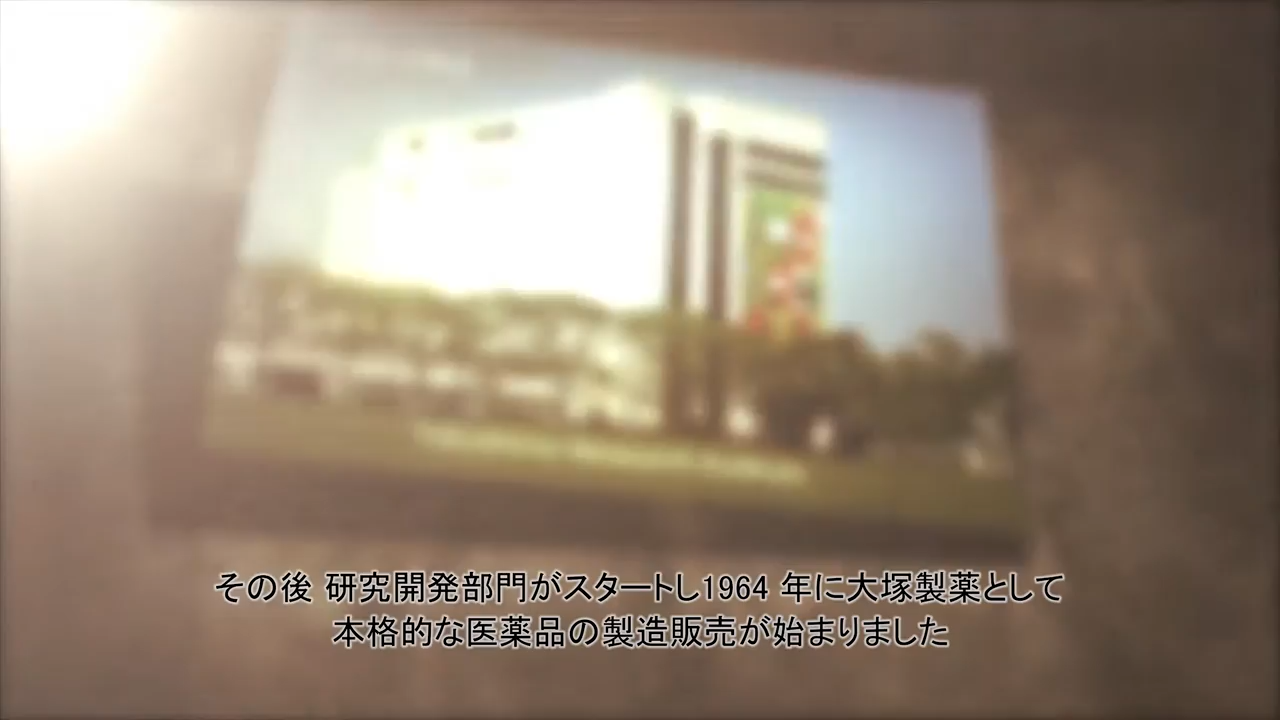 その後 研究開発部門がスタートし1964 年に大塚製薬として
本格的な医薬品の製造販売が始まりました